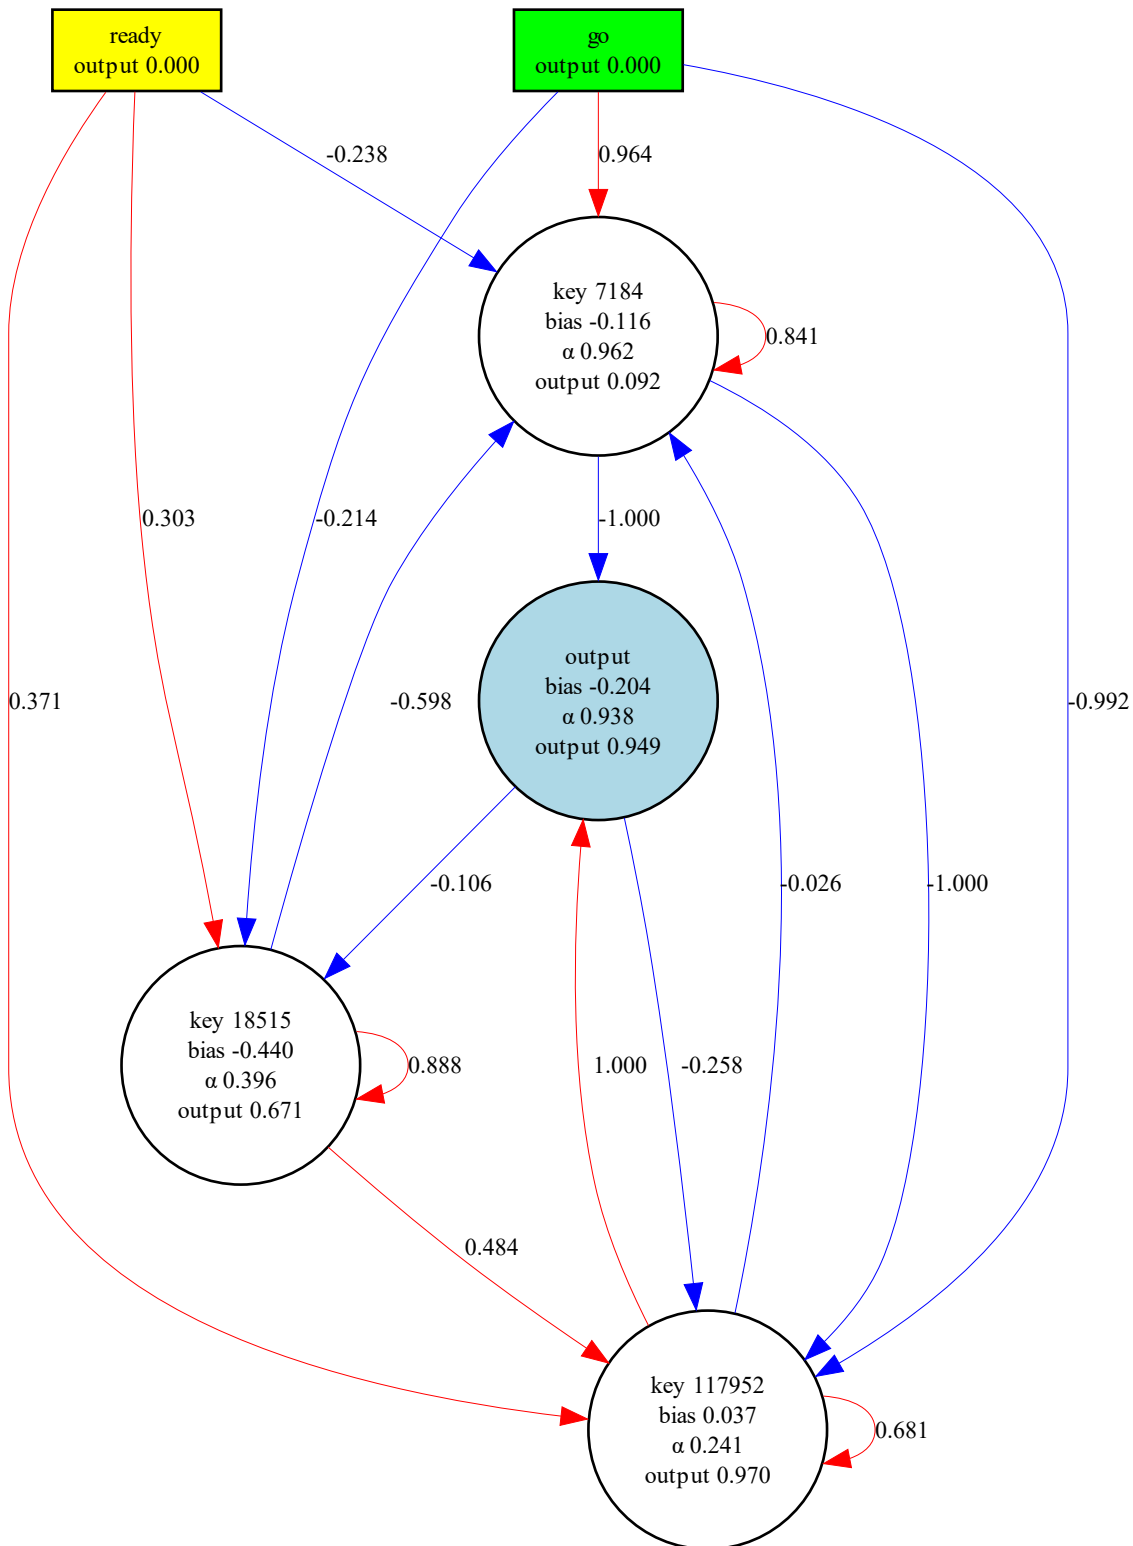 ready
output 0.000
go
output 0.000
-0.238
0.964
key 7184
bias -0.116
α 0.962
output 0.092
0.841
0.303
-0.214
-1.000
output
bias -0.204
α 0.938
output 0.949
0.371
-0.598
-0.992
-0.106
-0.026
-1.000
key 18515
bias -0.440
α 0.396
output 0.671
0.888
1.000
-0.258
0.484
key 117952
bias 0.037
α 0.241
output 0.970
0.681